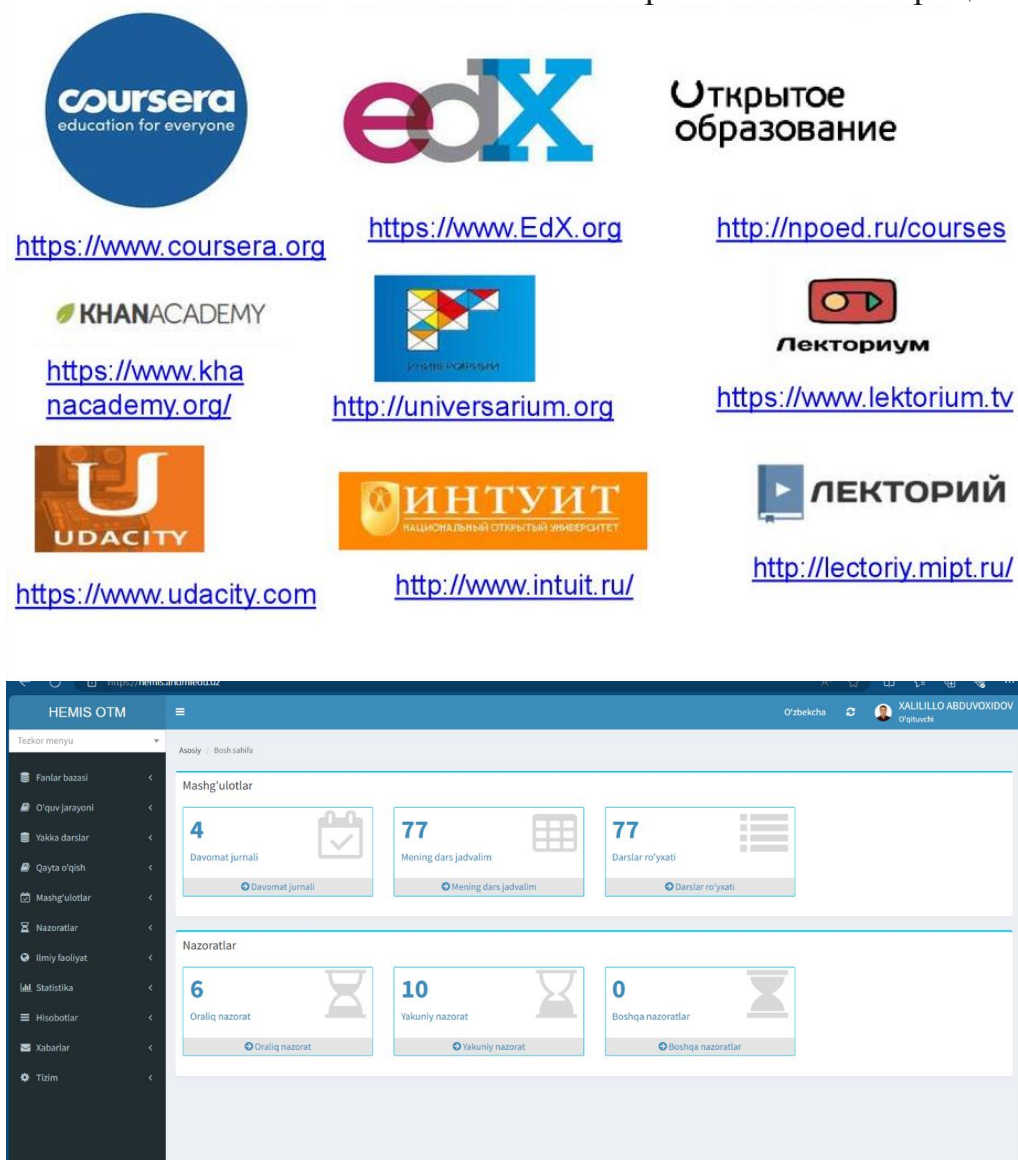 coursera
education for everyone
edX
Открытое
образование
https://www.coursera.org
https://www.EdX.org
http://npoed.ru/courses
KHANACADEMY
УНИВЕРСАРИУМ
Лекториум
https://www.kha
nacademy.org/
http://universarium.org
https://www.lektorium.tv
UDACITY
ИНТУИТ
НАЦИОНАЛЬНЫЙ ОТКРЫТЫЙ УНИВЕРСИТЕТ
ЛЕКТОРИЙ
https://www.udacity.com
http://www.intuit.ru/
http://lectoriy.mipt.ru/
https://hemis.andmiedu.uz
HEMIS OTM
O'zbekcha
XALILILLO ABDUVOXIDOV
O'qituvchi
Tezkor menyu
Asosiy / Bosh sahifa
Fanlar bazasi
O'quv jarayoni
Yakka darslar
Qayta o'qish
Mashg'ulotlar
Nazoratlar
Ilmiy faoliyat
Statistika
Hisobotlar
Xabarlar
Tizim
Mashg'ulotlar
4
Davomat jurnali
Davomat jurnali
77
Mening dars jadvalim
Mening dars jadvalim
77
Darslar ro'yxati
Darslar ro'yxati
Nazoratlar
6
Oraliq nazorat
Oraliq nazorat
10
Yakuniy nazorat
Yakuniy nazorat
0
Boshqa nazoratlar
Boshqa nazoratlar